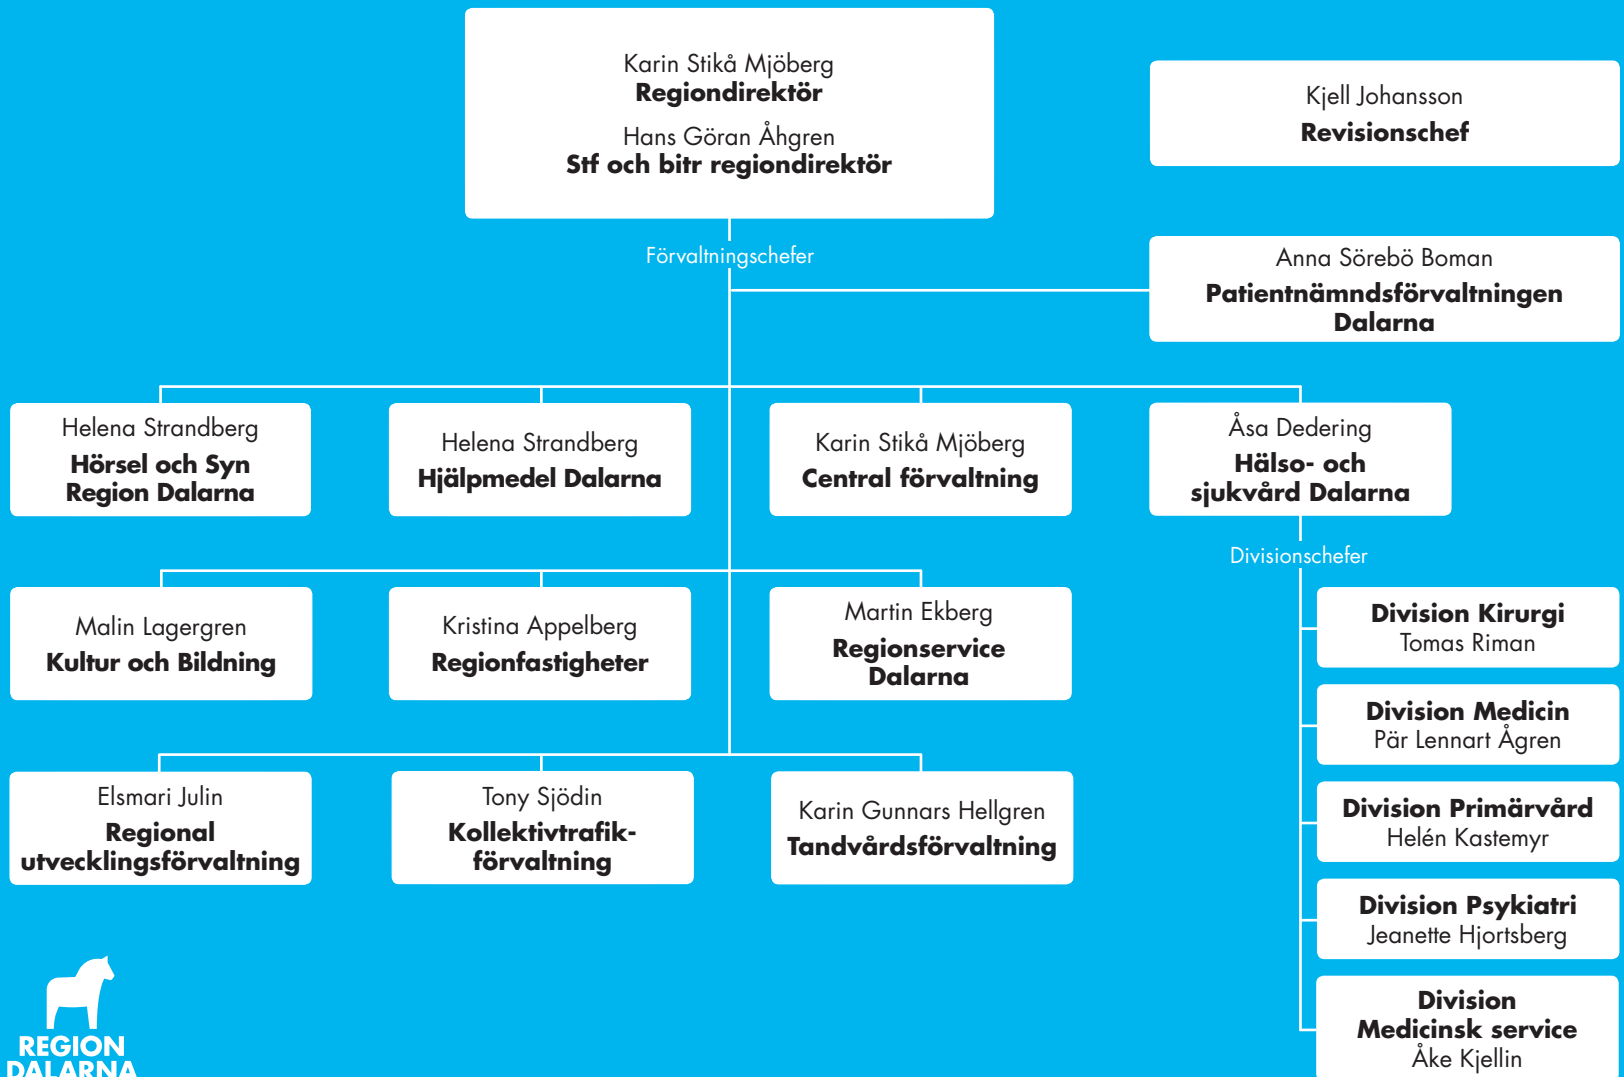 Karin Stikå Mjöberg
Regiondirektör
Hans Göran Åhgren
Stf och bitr regiondirektör
Kjell Johansson
Revisionschef
Förvaltningschefer
Anna Sörebö Boman
Patientnämndsförvaltningen
Dalarna
Helena Strandberg
Hörsel och Syn
Region Dalarna
Helena Strandberg
Hjälpmedel Dalarna
Karin Stikå Mjöberg
Central förvaltning
Åsa Dedering
Hälso- och
sjukvård Dalarna
Divisionschefer
Malin Lagergren
Kultur och Bildning
Kristina Appelberg
Regionfastigheter
Martin Ekberg
Regionservice
Dalarna
Division Kirurgi
Tomas Riman
Division Medicin
Pär Lennart Ågren
Division Primärvård
Helén Kastemyr
Division Psykiatri
Jeanette Hjortsberg
Division
Medicinsk service
Åke Kjellin
Elsmari Julin
Regional
utvecklingsförvaltning
Tony Sjödin
Kollektivtrafik-
förvaltning
Karin Gunnars Hellgren
Tandvårdsförvaltning
REGION
DALARNA